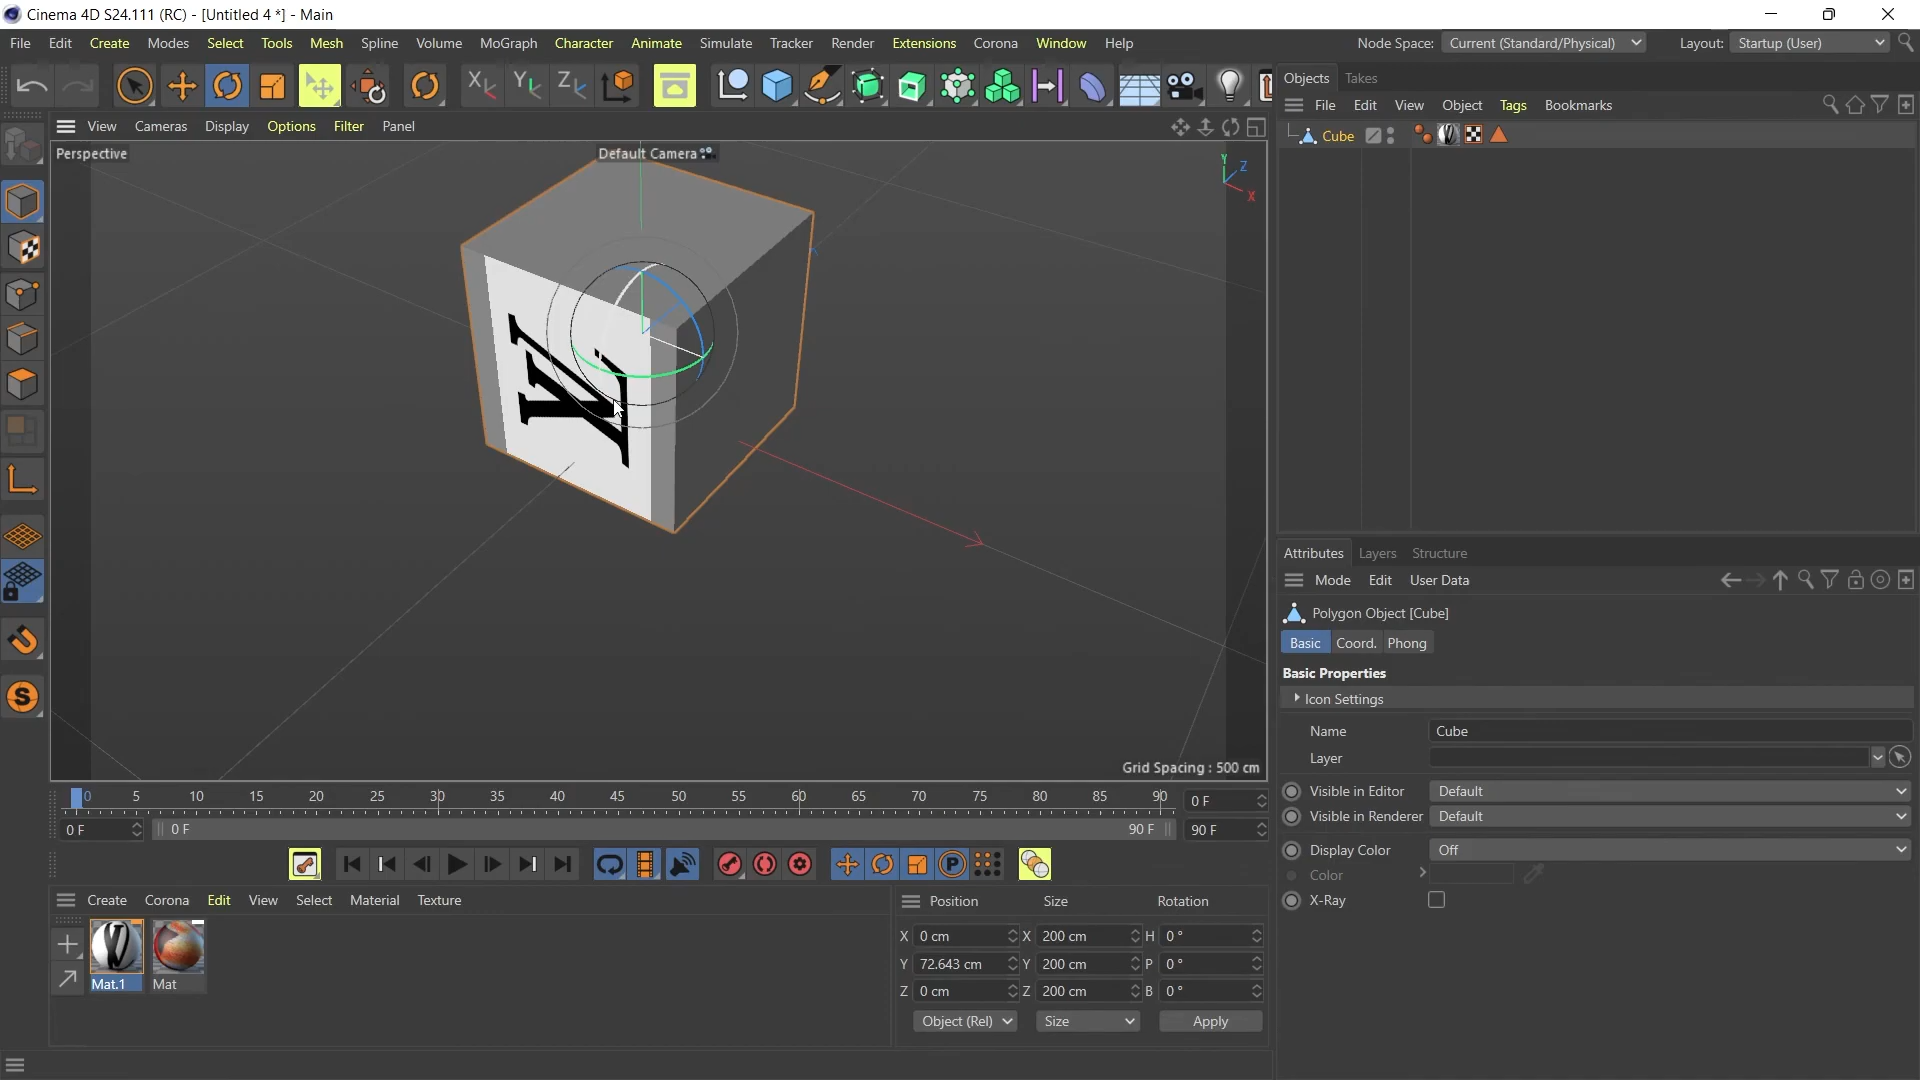 Cinema 4D S24.111 (RC) - [Untitled 4 *] - Main
File Edit Create Modes Select Tools Mesh Spline Volume MoGraph Character Animate Simulate Tracker Render Extensions Corona Window Help Node Space: Current (Standard/Physical) Layout: Startup (User)
X Y Z
Objects Takes
File Edit View Object Tags Bookmarks
View Cameras Display Options Filter Panel
Cube
Perspective Default Camera
Y Z X
W
Grid Spacing : 500 cm
Attributes Layers Structure
Mode Edit User Data
Polygon Object [Cube]
Basic Coord. Phong
Basic Properties
Icon Settings
Name Cube
Layer
Visible in Editor Default
Visible in Renderer Default
Display Color Off
Color
X-Ray
0 5 10 15 20 25 30 35 40 45 50 55 60 65 70 75 80 85 90 0 F
0 F 0 F 90 F 90 F
P
S
Create Corona Edit View Select Material Texture
Mat.1 Mat
Position Size Rotation
X 0 cm X 200 cm H 0 °
Y 72.643 cm Y 200 cm P 0 °
Z 0 cm Z 200 cm B 0 °
Object (Rel) Size Apply